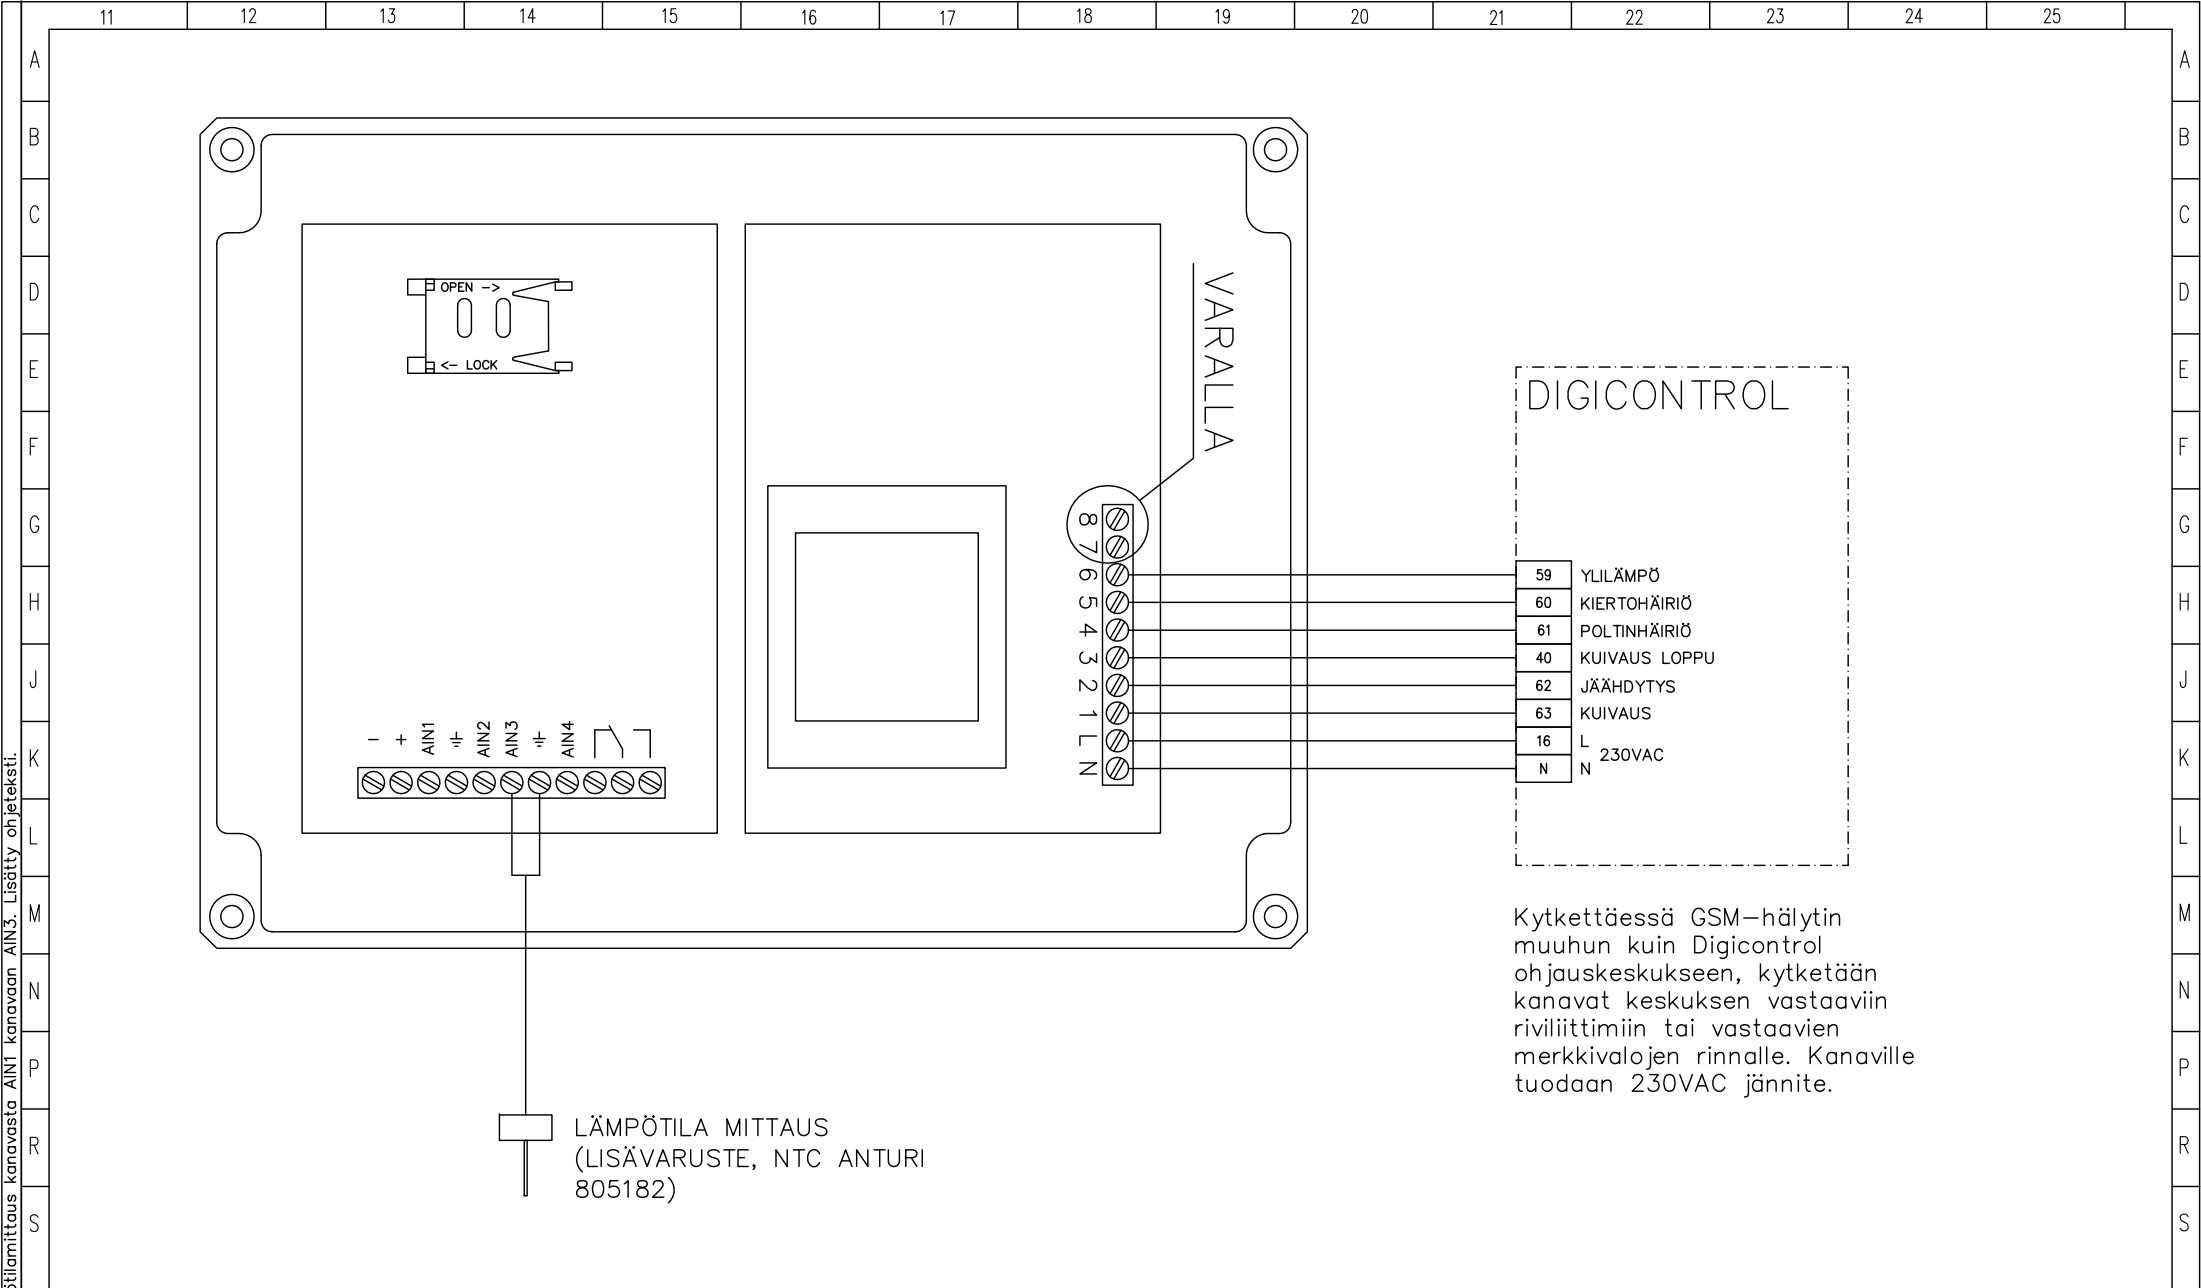 11 12 13 14 15 16 17 18 19 20 21 22 23 24 25
A A
B B
C C
D D
E E
F F
G G
H H
J J
K K
L L
M M
N N
P P
R R
S S
OPEN ->
<- LOCK
VARALLA
DIGICONTROL
8
7
6
5
4
3
2
1
L
N
59 YLILÄMPÖ
60 KIERTOHÄIRIÖ
61 POLTINHÄIRIÖ
40 KUIVAUS LOPPU
62 JÄÄHDYTYS
63 KUIVAUS
16 L
230VAC
N N
- + AIN1 AIN2 AIN3 AIN4
Kytkettäessä GSM-hälytin
muuhun kuin Digicontrol
ohjauskeskukseen, kytketään
kanavat keskuksen vastaaviin
riviliittimiin tai vastaavien
merkkivalojen rinnalle. Kanaville
tuodaan 230VAC jännite.
LÄMPÖTILA MITTAUS
(LISÄVARUSTE, NTC ANTURI
805182)
kanavasta AIN1 kanavaan AIN3. Lisätty ohjeteksti.